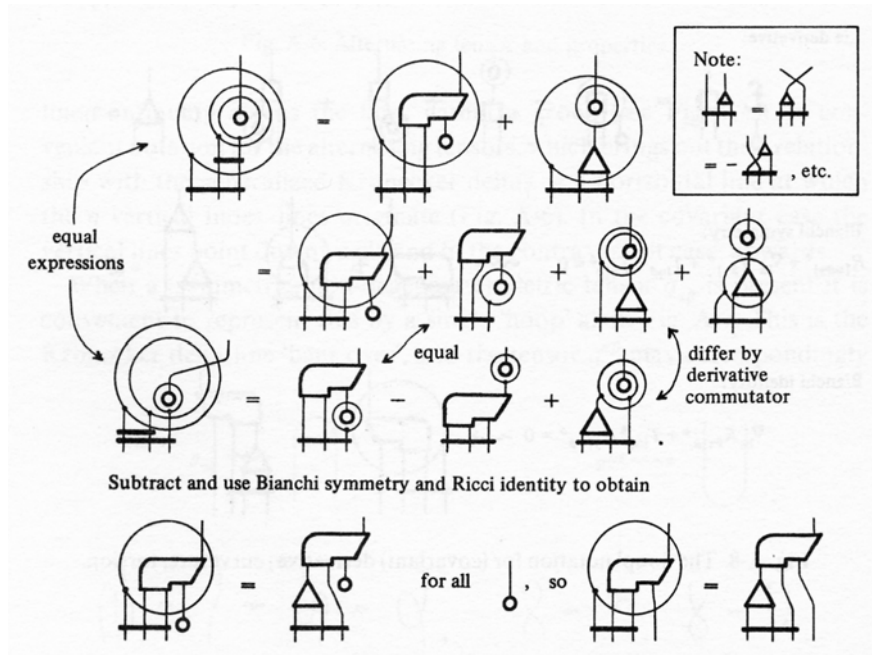 Note:
=
+
= −
, etc.
equal
expressions
=
+
+
+
equal
differ by
derivative
commutator
=
−
+
Subtract and use Bianchi symmetry and Ricci identity to obtain
=
for all
, so
=